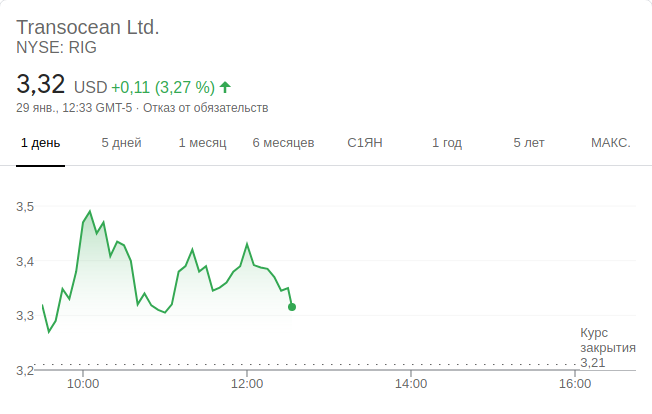 Transocean Ltd.
NYSE: RIG
3,32 USD +0,11 (3,27 %)
29 янв., 12:33 GMT-5 · Отказ от обязательств
1 день 5 дней 1 месяц 6 месяцев С1ЯН 1 год 5 лет МАКС.
3,5
3,4
3,3
Курс
закрытия
3,21
3,2
10:00 12:00 14:00 16:00